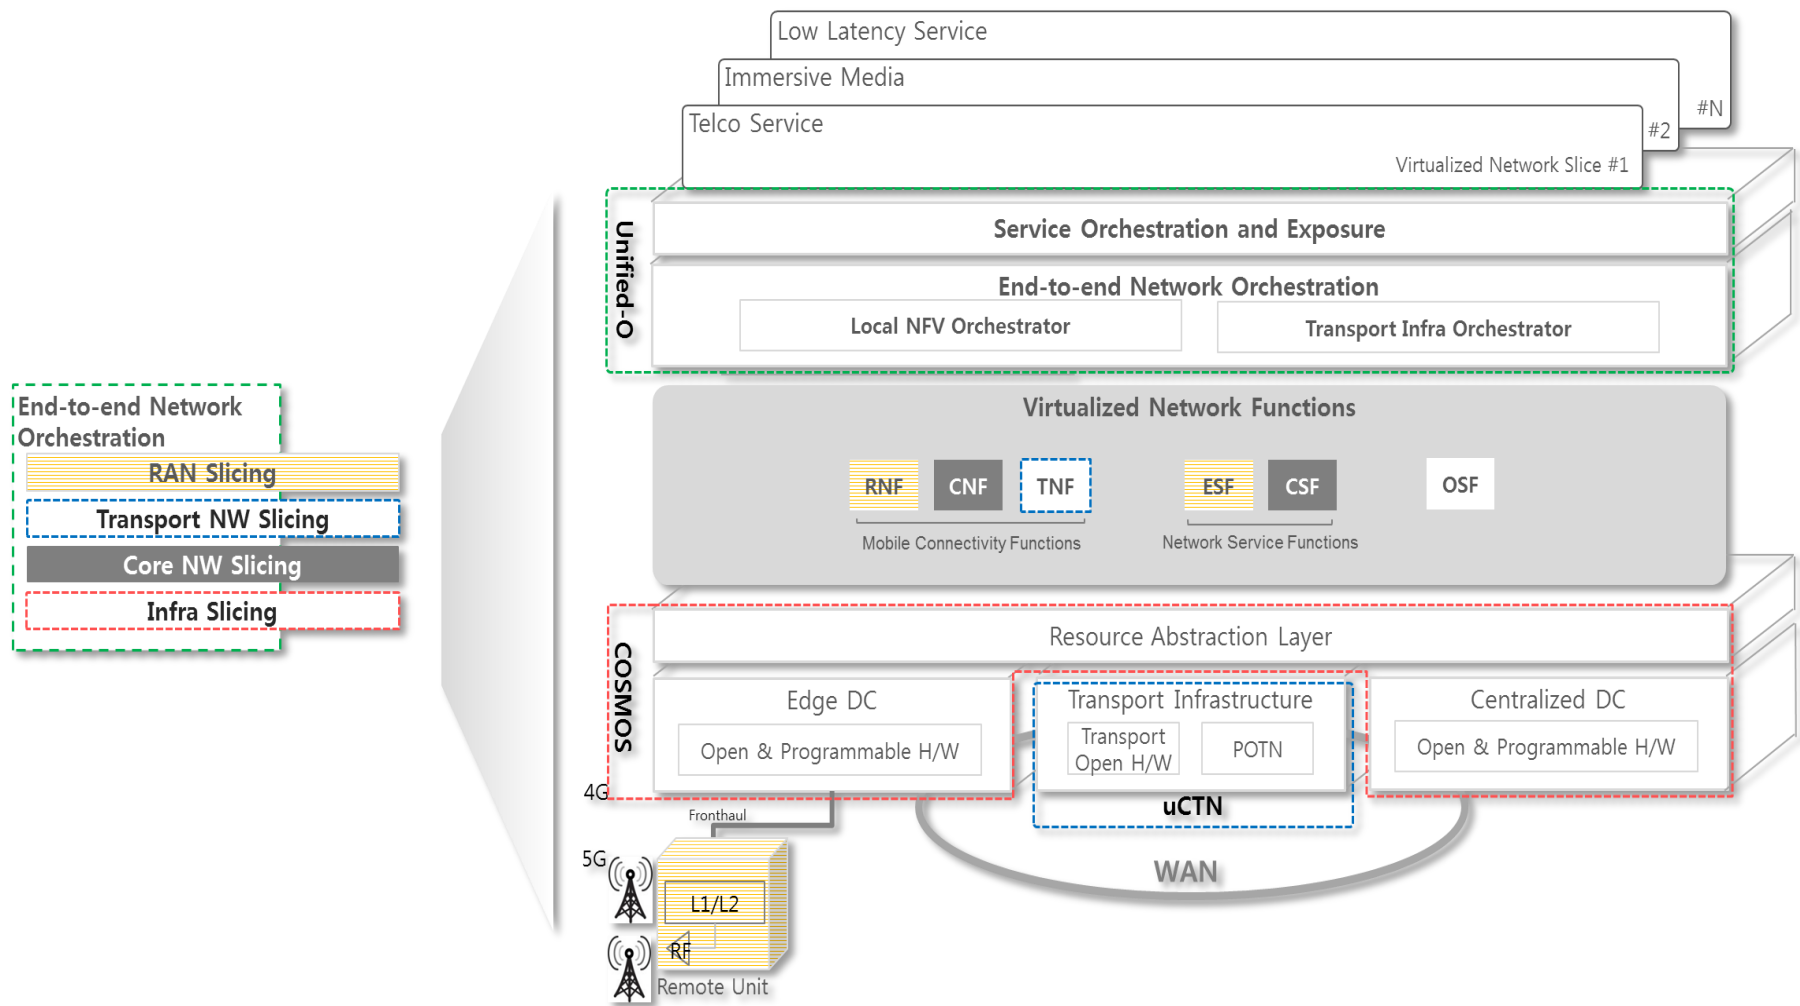 Low Latency Service
#N
Immersive Media
#2
Telco Service
Virtualized Network Slice #1
Unified-O
Service Orchestration and Exposure
End-to-end Network Orchestration
Local NFV Orchestrator
Transport Infra Orchestrator
End-to-end Network
Orchestration
RAN Slicing
Transport NW Slicing
Core NW Slicing
Infra Slicing
Virtualized Network Functions
RNF
CNF
TNF
ESF
CSF
OSF
Mobile Connectivity Functions
Network Service Functions
COSMOS
Resource Abstraction Layer
Edge DC
Open & Programmable H/W
Transport Infrastructure
Transport
Open H/W
POTN
Centralized DC
Open & Programmable H/W
uCTN
4G
Fronthaul
5G
WAN
L1/L2
RF
Remote Unit